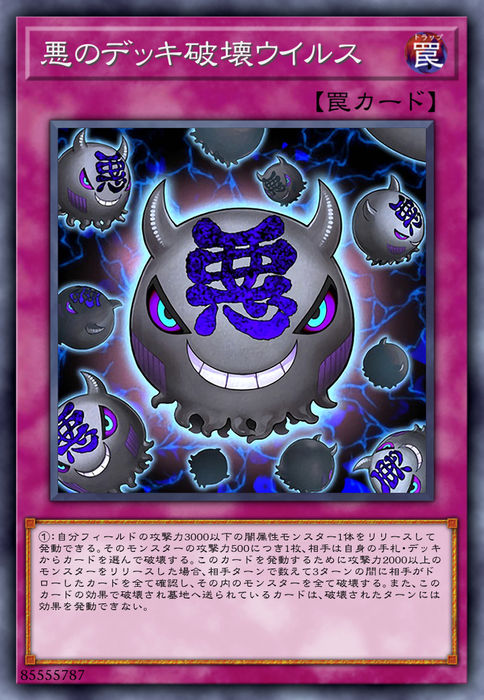 悪のデッキ破壊ウイルス
トラップ
罠
【罠カード】
悪
悪
悪
悪
悪
悪
悪
①:自分フィールドの攻撃力3000以下の闇属性モンスター1体をリリースして
発動できる。そのモンスターの攻撃力500につき1枚、相手は自身の手札・デッキ
からカードを選んで破壊する。このカードを発動するために攻撃力2000以上の
モンスターをリリースした場合、相手ターンで数えて3ターンの間に相手がド
ローしたカードを全て確認し、その内のモンスターを全て破壊する。また、この
カードの効果で破壊され墓地へ送られているカードは、破壊されたターンには
効果を発動できない。
85555787